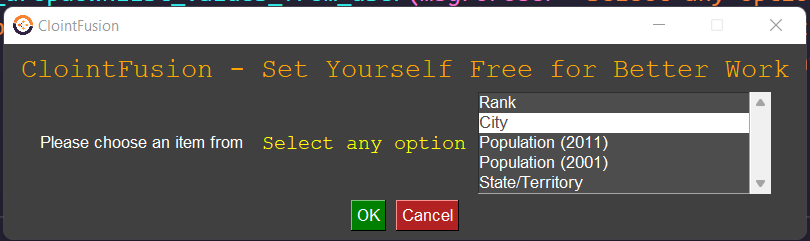 ClointFusion
ClointFusion - Set Yourself Free for Better Work
Please choose an item from
Select any option
Rank
City
Population (2011)
Population (2001)
State/Territory
OK
Cancel